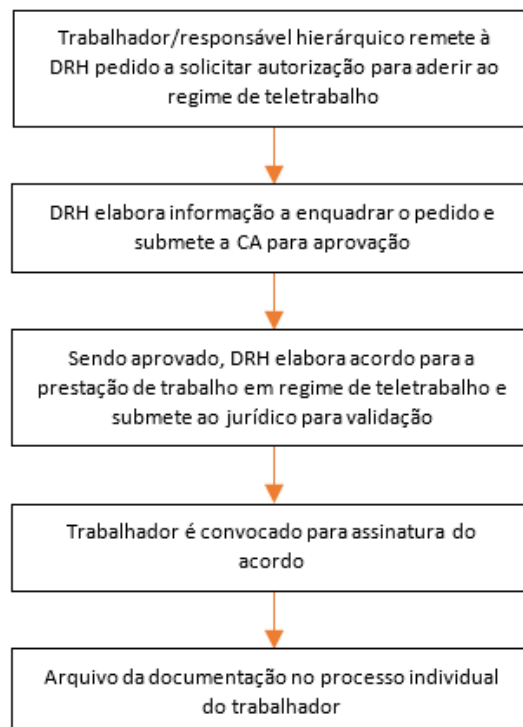 Trabalhador/responsável hierárquico remete à
DRH pedido a solicitar autorização para aderir ao
regime de teletrabalho
DRH elabora informação a enquadrar o pedido e
submete a CA para aprovação
Sendo aprovado, DRH elabora acordo para a
prestação de trabalho em regime de teletrabalho e
submete ao jurídico para validação
Trabalhador é convocado para assinatura do
acordo
Arquivo da documentação no processo individual
do trabalhador